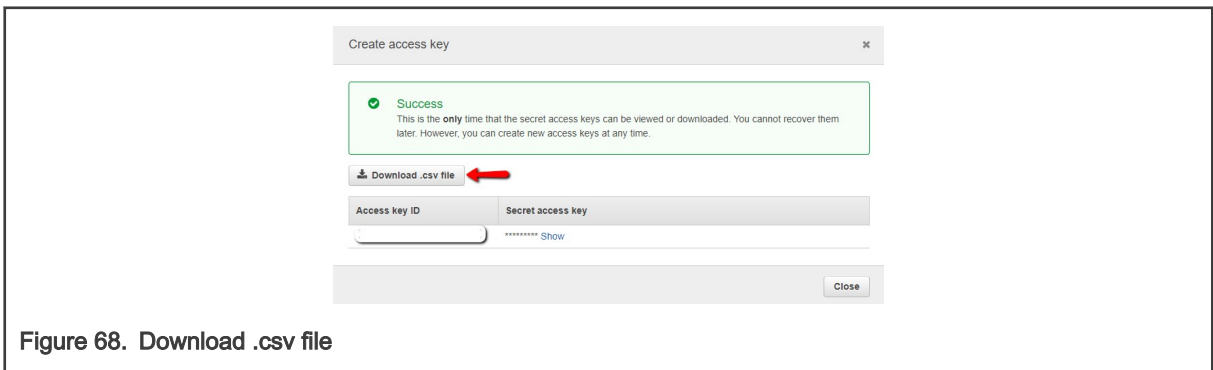 Create access key
Success
This is the only time that the secret access keys can be viewed or downloaded. You cannot recover them
later. However, you can create new access keys at any time.
Download .csv file
Access key ID Secret access key
********* Show
Close
Figure 68. Download .csv file